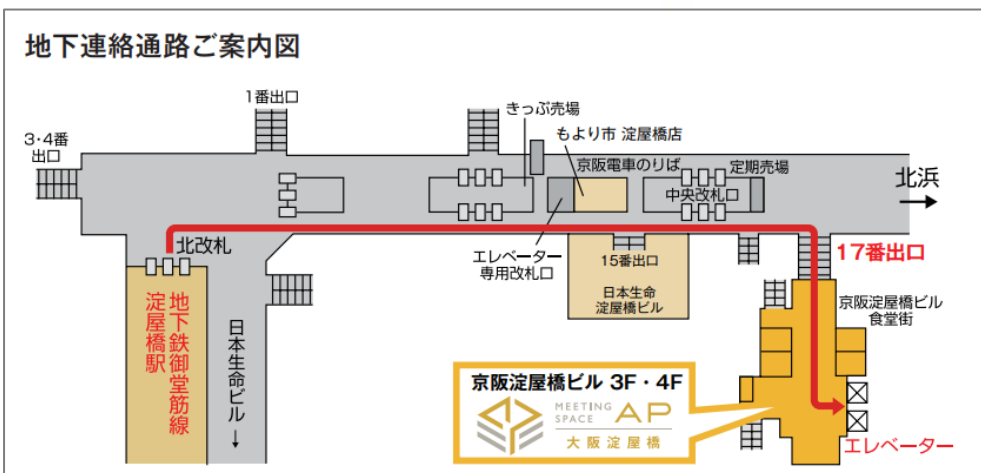 地下連絡通路ご案内図
1番出口
きっぷ売場
もより市 淀屋橋店
3・4番
出口
京阪電車のりば
定期売場
北浜
中央改札口
北改札
エレベーター
専用改札口
15番出口
17番出口
日本生命
淀屋橋ビル
京阪淀屋橋ビル
食堂街
地下鉄御堂筋線
淀屋橋駅
日本生命ビル
京阪淀屋橋ビル 3F・4F
MEETING
SPACE
AP
大阪淀屋橋
エレベーター